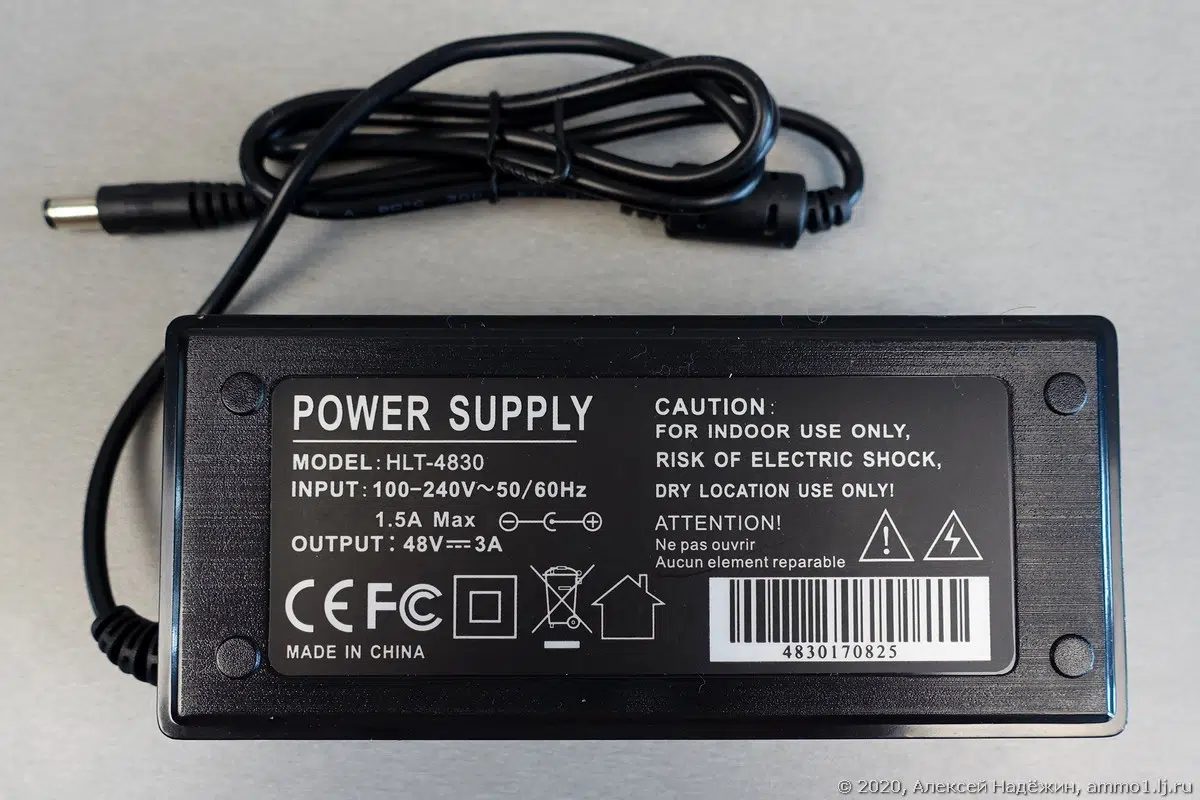 POWER SUPPLY
MODEL: HLT-4830
INPUT: 100-240V~50/60Hz
1.5A Max
OUTPUT: 48V⎓3A
CE FC
MADE IN CHINA
CAUTION:
FOR INDOOR USE ONLY,
RISK OF ELECTRIC SHOCK,
DRY LOCATION USE ONLY!
ATTENTION!
Ne pas ouvrir
Aucun element reparable
4830170825
© 2020, Алексей Надёжин, ammo1.lj.ru